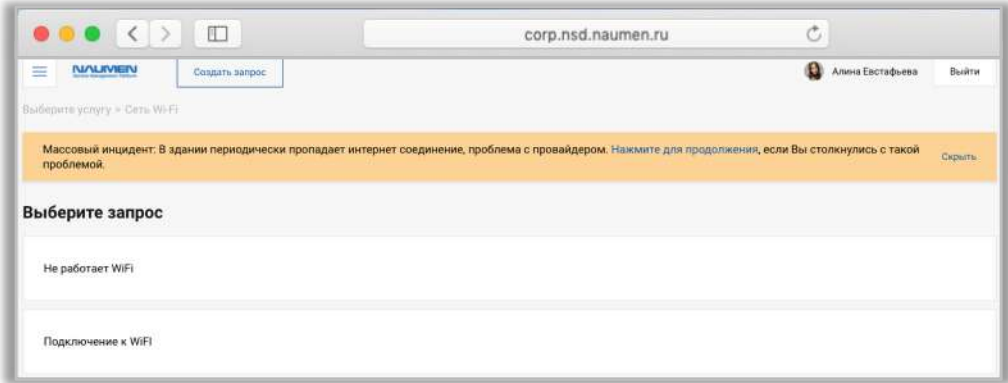 corp.nsd.naumen.ru
NAUMEN
Создать запрос
Алина Евстафьева
Выйти
Выберите услугу » Сеть Wi-Fi
Массовый инцидент: В здании периодически пропадает интернет соединение, проблема с провайдером. Нажмите для продолжения, если Вы столкнулись с такой
проблемой.
Скрыть
Выберите запрос
Не работает WiFi
Подключение к WiFI